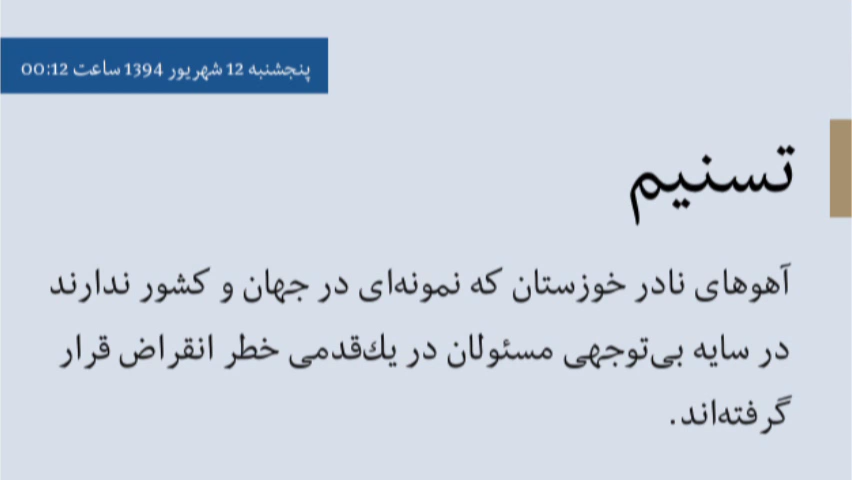 پنجشنبه 12 شهریور 1394 ساعت 00:12
تسنیم
آهوهای نادر خوزستان که نمونه‌ای در جهان و کشور ندارند
در سایه بی‌توجهی مسئولان در یك‌قدمی خطر انقراض قرار
گرفته‌اند.